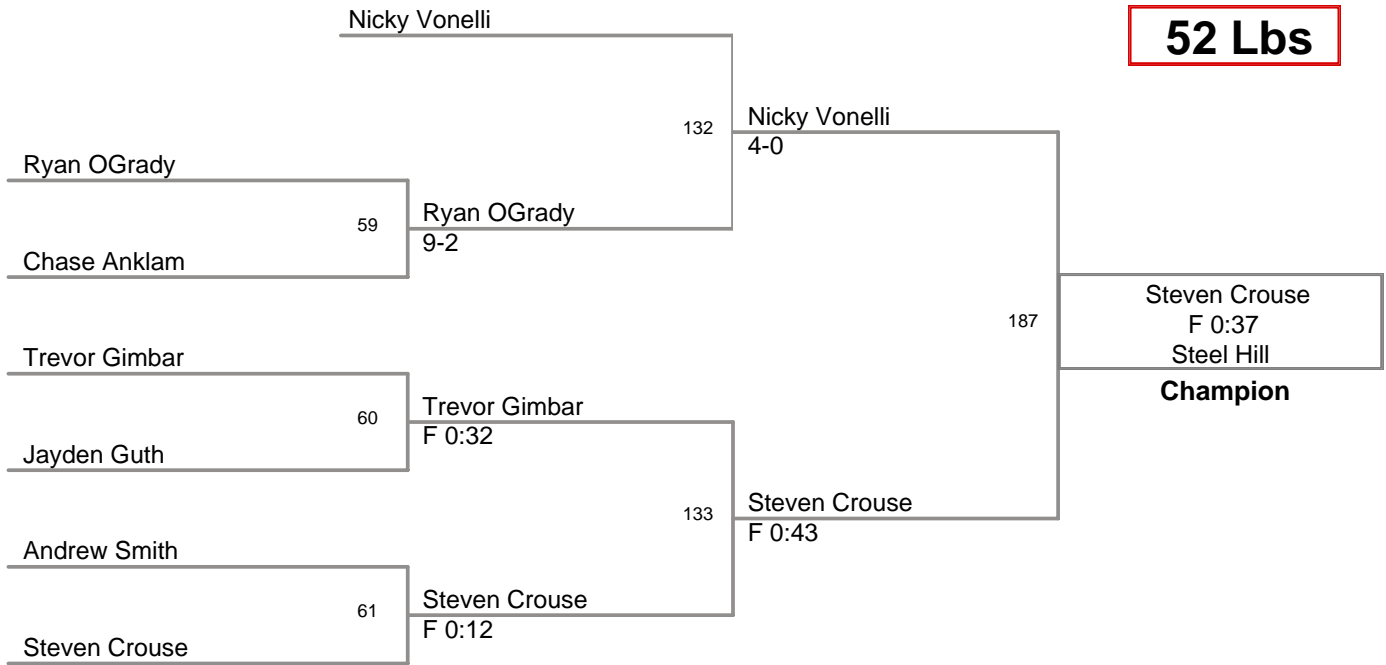 Nicky Vonelli
52 Lbs
132
Nicky Vonelli
4-0
Ryan OGrady
59
Ryan OGrady
9-2
Chase Anklam
187
Steven Crouse
F 0:37
Steel Hill
Champion
Trevor Gimbar
60
Trevor Gimbar
F 0:32
Jayden Guth
133
Steven Crouse
F 0:43
Andrew Smith
61
Steven Crouse
F 0:12
Steven Crouse